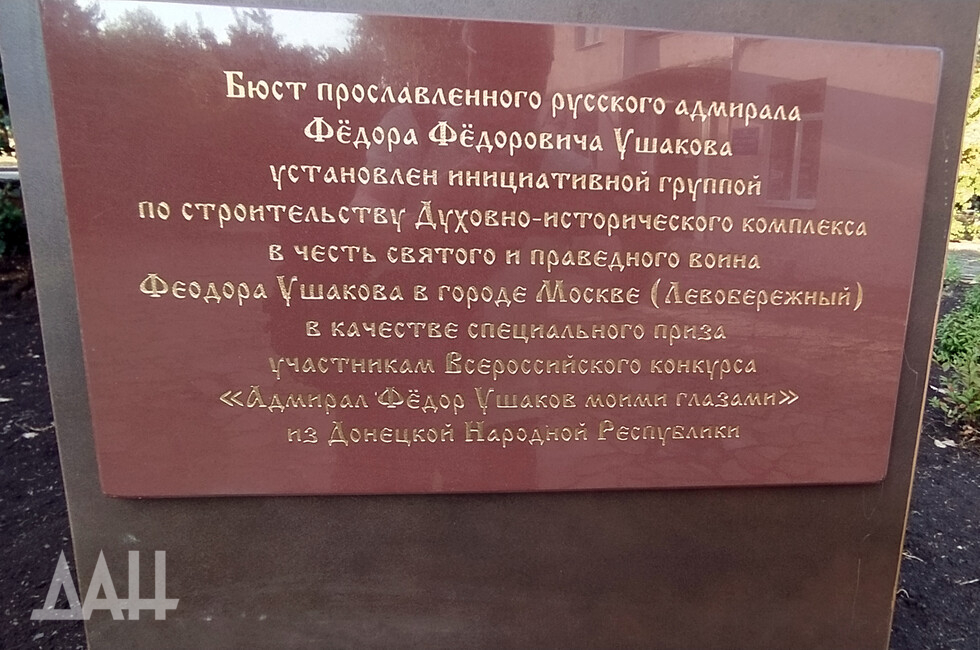 Бюст прославленного русского адмирала
Фёдора Фёдоровича Ушакова
установлен инициативной группой
по строительству Духовно-исторического комплекса
в честь святого и праведного воина
Феодора Ушакова в городе Москве (Левобережный)
в качестве специального приза
участникам Всероссийского конкурса
«Адмирал Фёдор Ушаков моими глазами»
из Донецкой Народной Республики
ДАН